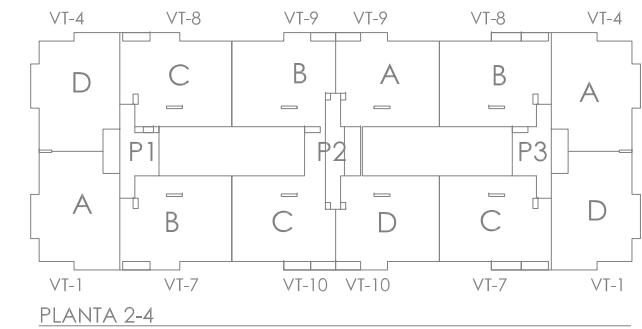 VT-4 VT-8 VT-9 VT-9 VT-8 VT-4
D C B A B A
P1 P2 P3
A B C D C D
VT-1 VT-7 VT-10 VT-10 VT-7 VT-1
PLANTA 2-4